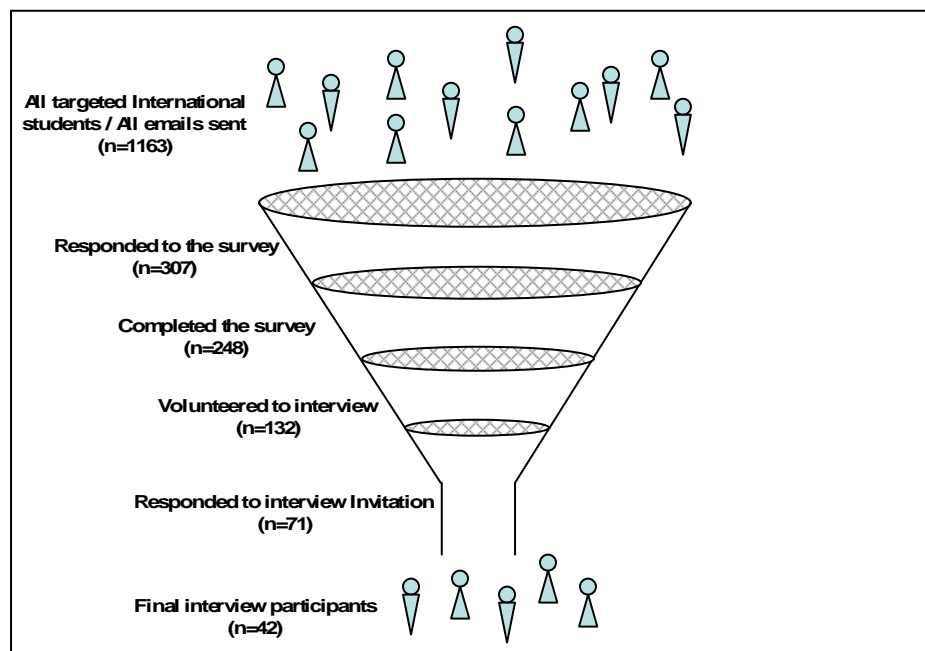 All targeted International
students / All emails sent
(n=1163)
Responded to the survey
(n=307)
Completed the survey
(n=248)
Volunteered to interview
(n=132)
Responded to interview Invitation
(n=71)
Final interview participants
(n=42)